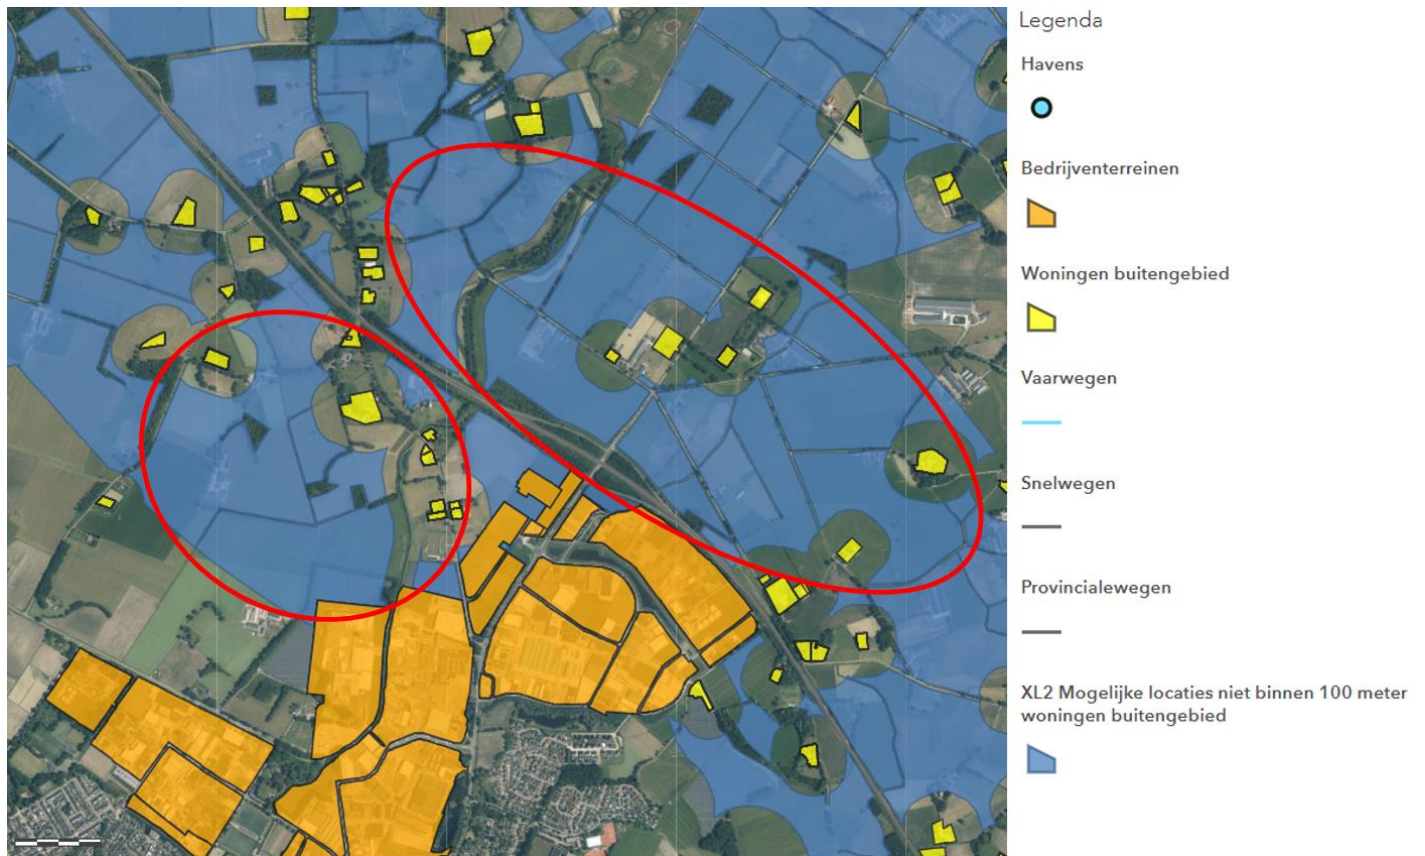 Legenda
Havens
Bedrijventerreinen
Woningen buitengebied
Vaarwegen
Snelwegen
Provincialewegen
XL2 Mogelijke locaties niet binnen 100 meter
woningen buitengebied